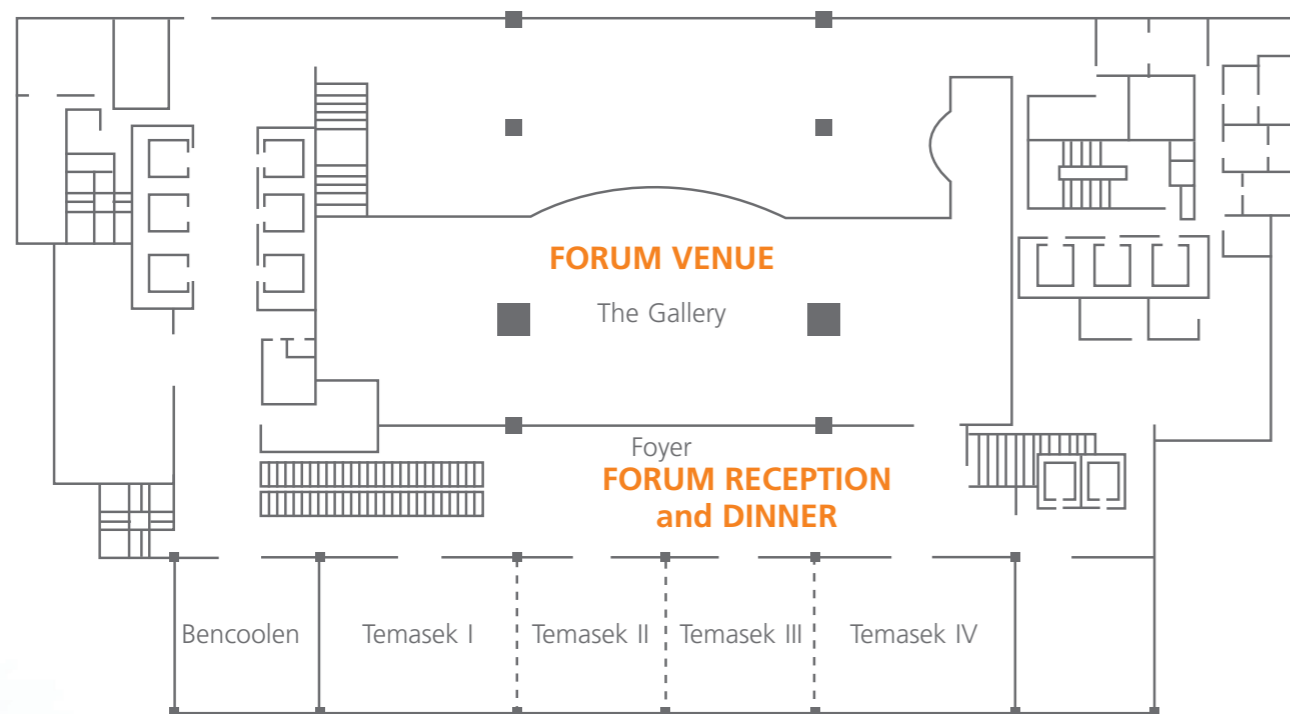 FORUM VENUE
The Gallery
Foyer
FORUM RECEPTION
and DINNER
Bencoolen
Temasek I
Temasek II
Temasek III
Temasek IV